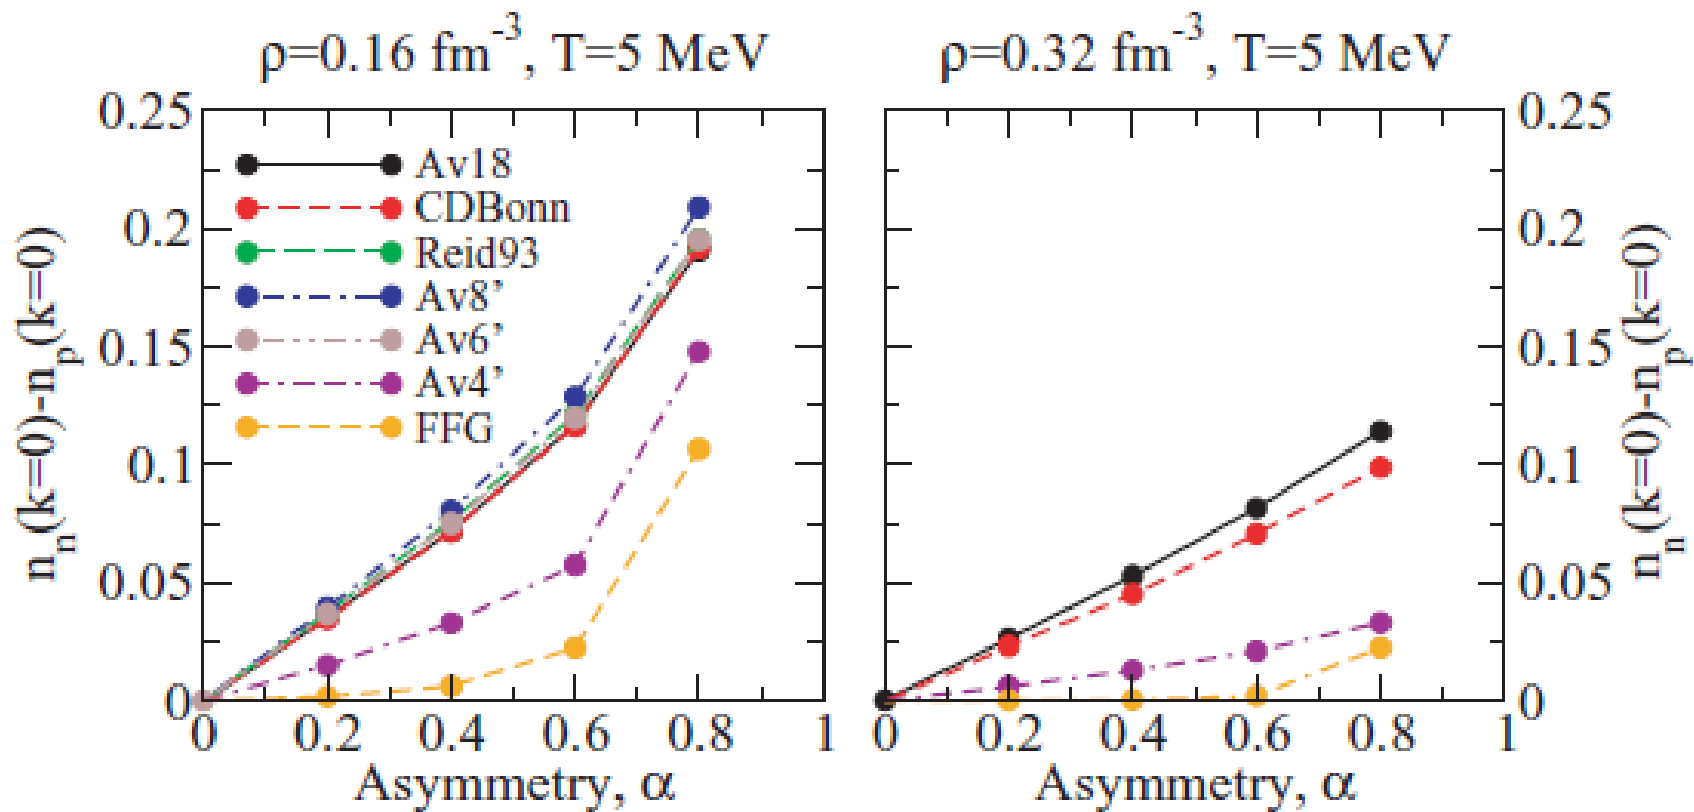 ρ=0.16 fm⁻³, T=5 MeV
ρ=0.32 fm⁻³, T=5 MeV
0.25
0.2
0.15
0.1
0.05
0
nₙ(k=0)-nₚ(k=0)
Av18
CDBonn
Reid93
Av8’
Av6’
Av4’
FFG
0 0.2 0.4 0.6 0.8 1
Asymmetry, α
0 0.2 0.4 0.6 0.8 1
Asymmetry, α
0.25
0.2
0.15
0.1
0.05
0
nₙ(k=0)-nₚ(k=0)